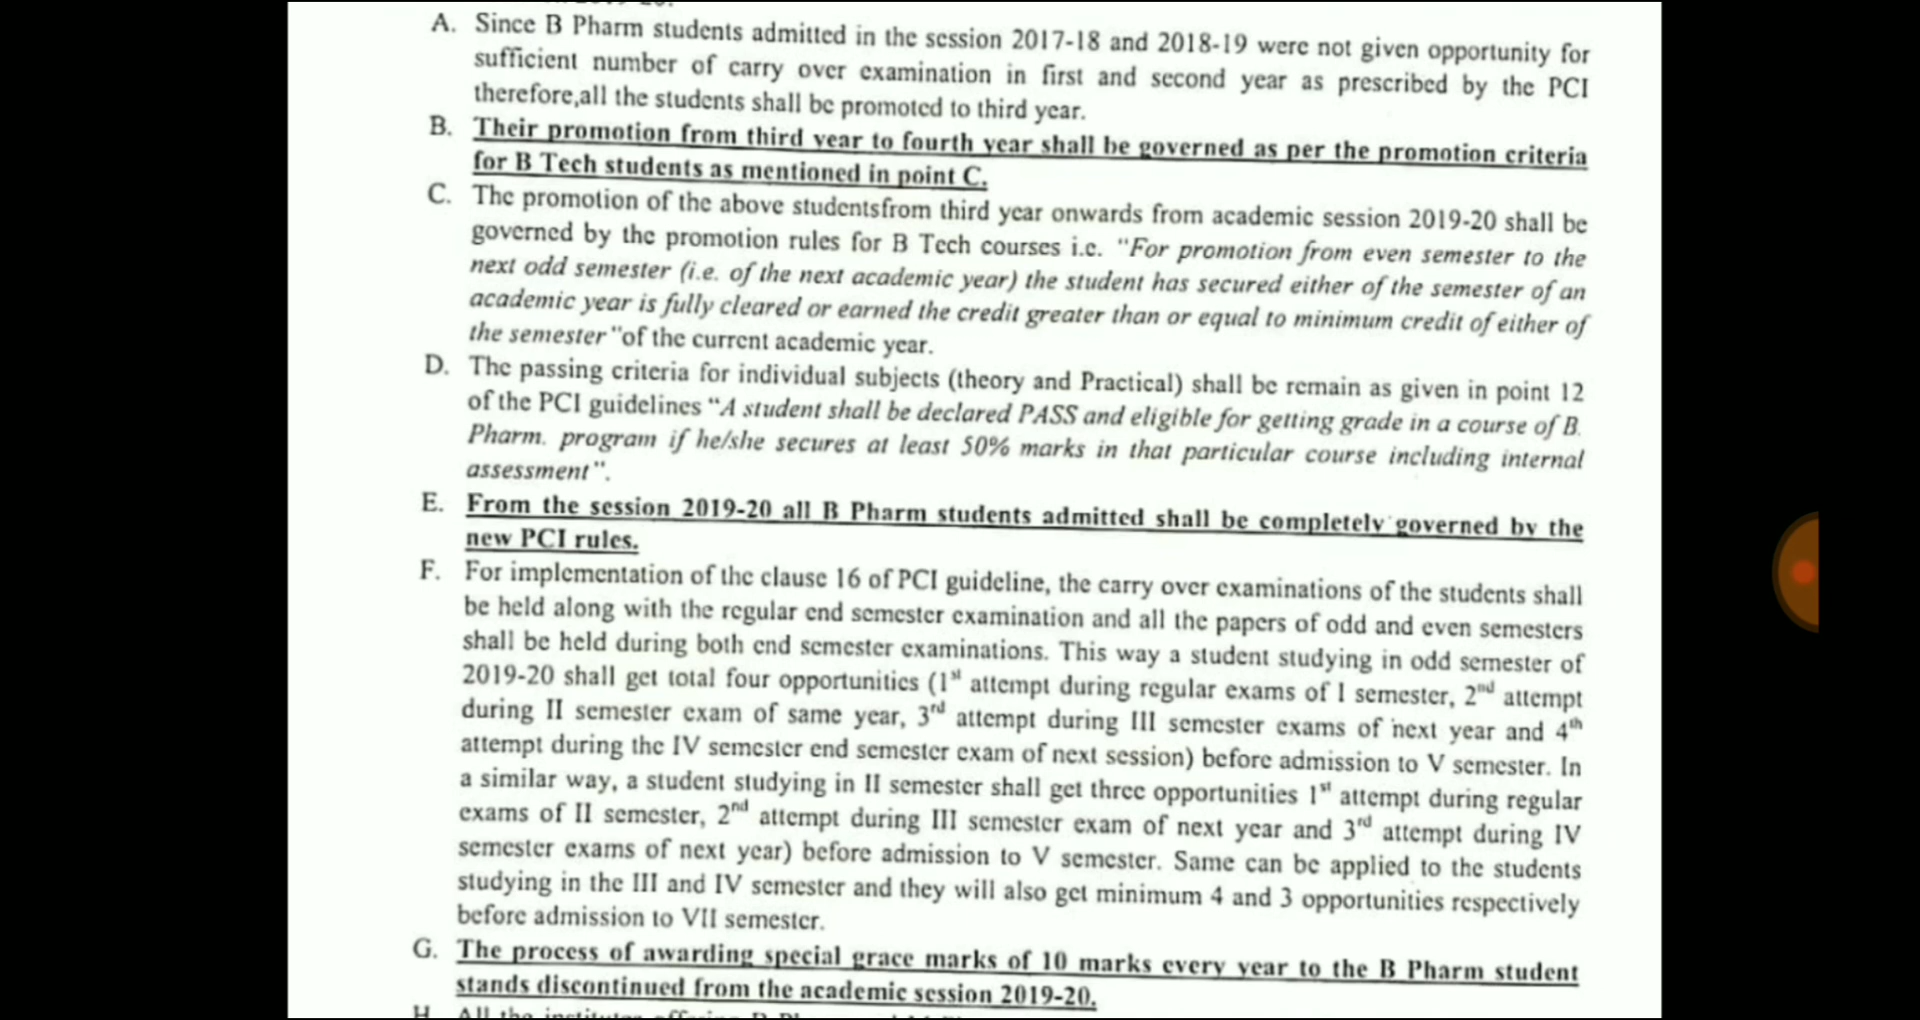 A. Since B Pharm students admitted in the session 2017-18 and 2018-19 were not given opportunity for
sufficient number of carry over examination in first and second year as prescribed by the PCI
therefore,all the students shall be promoted to third year.
B. Their promotion from third year to fourth year shall be governed as per the promotion criteria
for B Tech students as mentioned in point C.
C. The promotion of the above studentsfrom third year onwards from academic session 2019-20 shall be
governed by the promotion rules for B Tech courses i.e. "For promotion from even semester to the
next odd semester (i.e. of the next academic year) the student has secured either of the semester of an
academic year is fully cleared or earned the credit greater than or equal to minimum credit of either of
the semester "of the current academic year.
D. The passing criteria for individual subjects (theory and Practical) shall be remain as given in point 12
of the PCI guidelines "A student shall be declared PASS and eligible for getting grade in a course of B.
Pharm. program if he/she secures at least 50% marks in that particular course including internal
assessment".
E. From the session 2019-20 all B Pharm students admitted shall be completely governed by the
new PCI rules.
F. For implementation of the clause 16 of PCI guideline, the carry over examinations of the students shall
be held along with the regular end semester examination and all the papers of odd and even semesters
shall be held during both end semester examinations. This way a student studying in odd semester of
2019-20 shall get total four opportunities (1st attempt during regular exams of I semester, 2nd attempt
during II semester exam of same year, 3rd attempt during III semester exams of next year and 4th
attempt during the IV semester end semester exam of next session) before admission to V semester. In
a similar way, a student studying in II semester shall get three opportunities 1st attempt during regular
exams of II semester, 2nd attempt during III semester exam of next year and 3rd attempt during IV
semester exams of next year) before admission to V semester. Same can be applied to the students
studying in the III and IV semester and they will also get minimum 4 and 3 opportunities respectively
before admission to VII semester.
G. The process of awarding special grace marks of 10 marks every year to the B Pharm student
stands discontinued from the academic session 2019-20.
H. All the